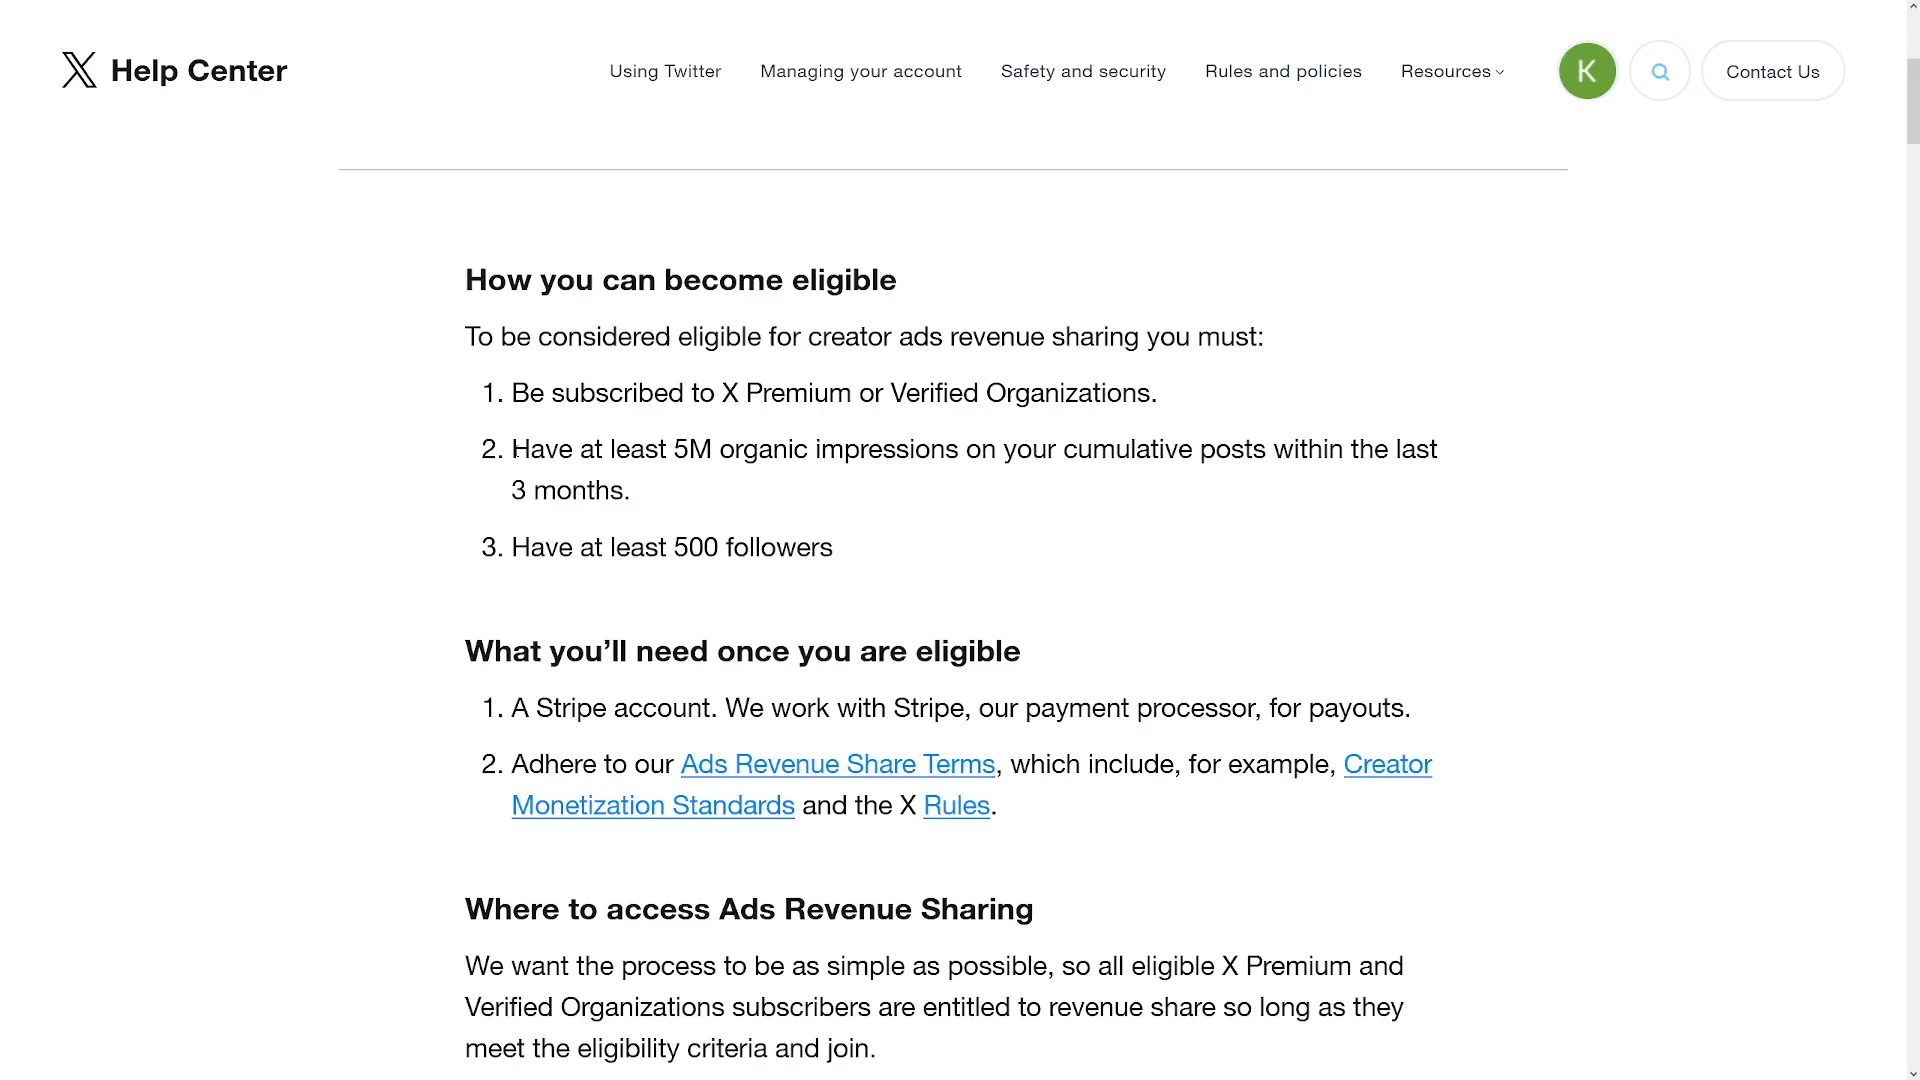 X Help Center
Using Twitter Managing your account Safety and security Rules and policies Resources K Contact Us
How you can become eligible
To be considered eligible for creator ads revenue sharing you must:
1. Be subscribed to X Premium or Verified Organizations.
2. Have at least 5M organic impressions on your cumulative posts within the last
3 months.
3. Have at least 500 followers
What you’ll need once you are eligible
1. A Stripe account. We work with Stripe, our payment processor, for payouts.
2. Adhere to our Ads Revenue Share Terms, which include, for example, Creator
Monetization Standards and the X Rules.
Where to access Ads Revenue Sharing
We want the process to be as simple as possible, so all eligible X Premium and
Verified Organizations subscribers are entitled to revenue share so long as they
meet the eligibility criteria and join.